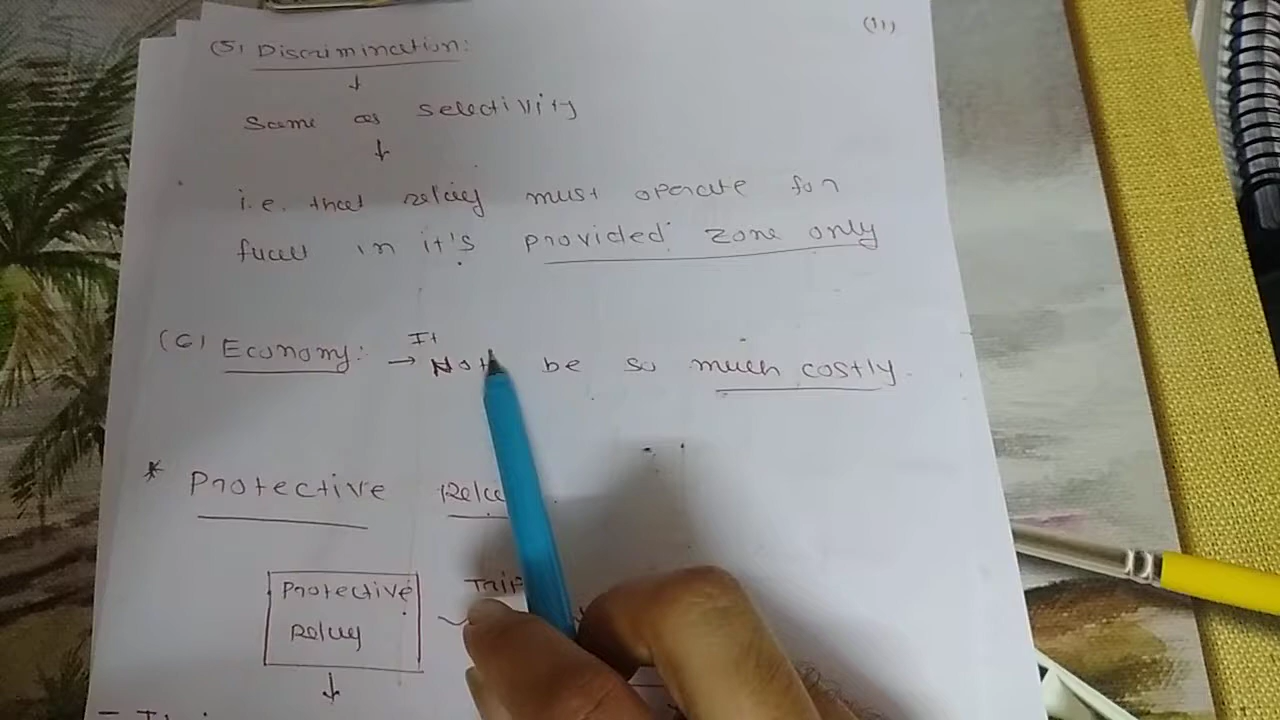 (11)
(5) Discrimination:
Same as selectivity
i.e. that relay must operate for
fault in it's provided zone only
(6) Economy: → It
Not be so much costly.
* Protective
Protective Trip
Relay